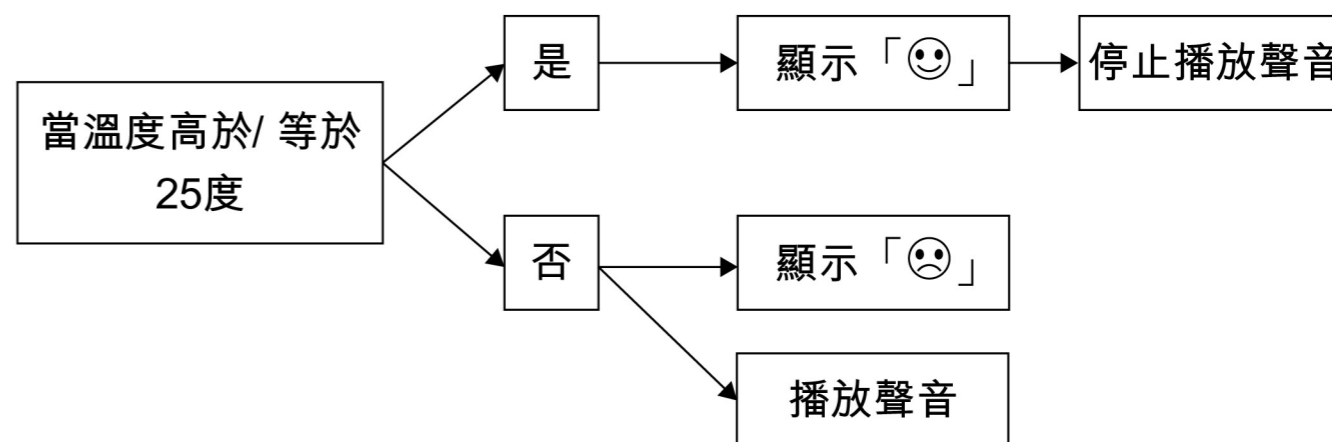 當溫度高於/ 等於
25度
是
顯示「☺」
停止播放聲音
否
顯示「☹」
播放聲音